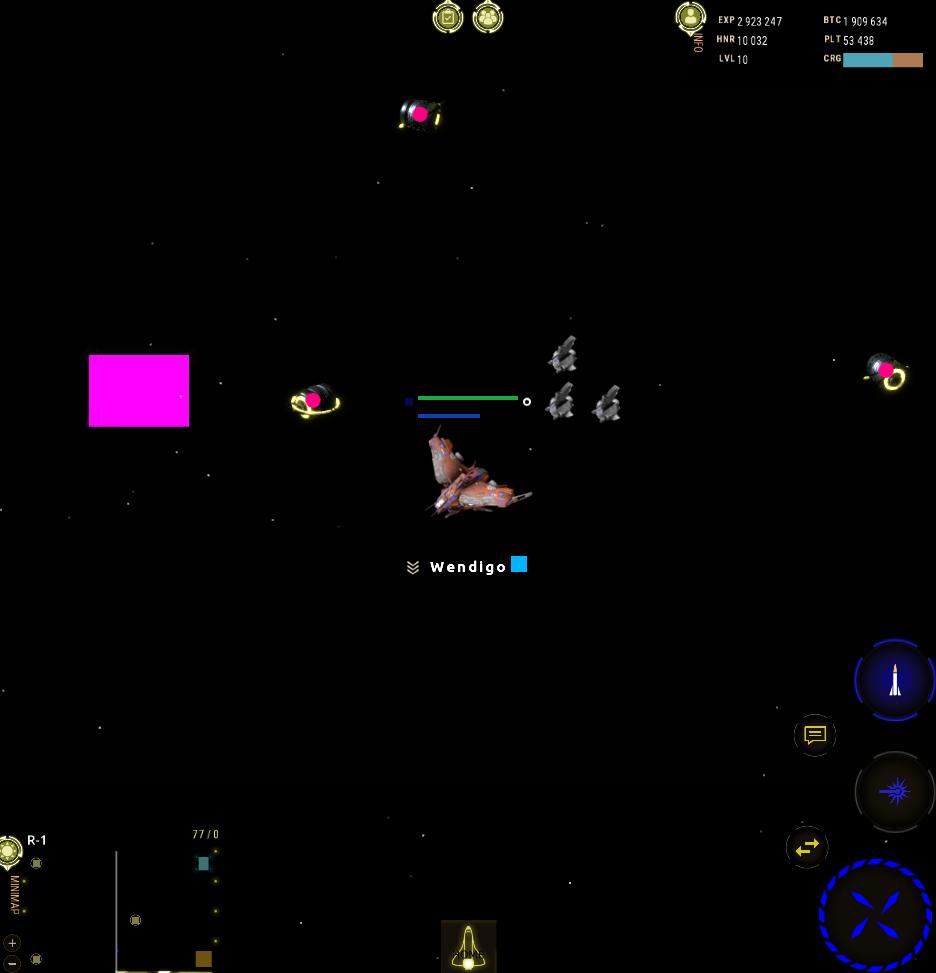 EXP 2 923 247
BTC 1 909 634
HNR 10 032
PLT 53 438
LVL 10
CRG
INFO
Wendigo
R-1
77 / 0
MINIMAP